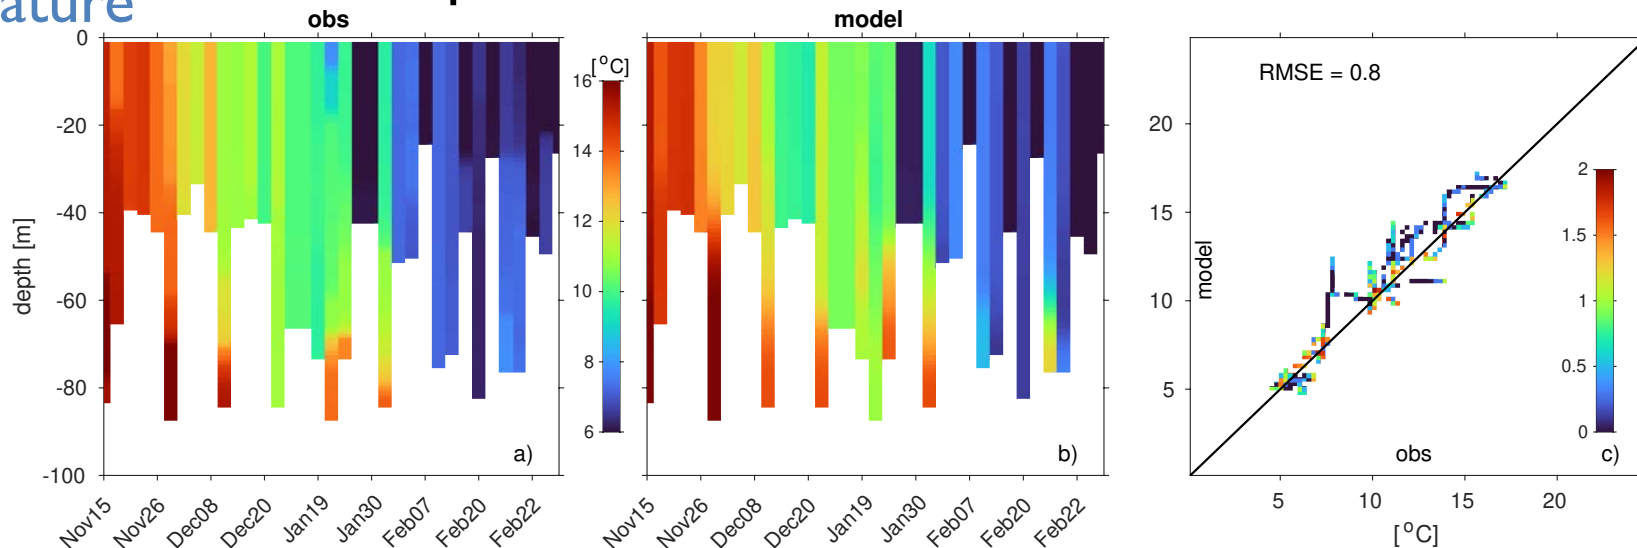 ature
obs
model
0
-20
-40
-60
-80
-100
depth [m]
Nov15
Nov26
Dec08
Dec20
Jan19
Jan30
Feb07
Feb20
Feb22
a)
[°C]
16
14
12
10
8
6
Nov15
Nov26
Dec08
Dec20
Jan19
Jan30
Feb07
Feb20
Feb22
b)
RMSE = 0.8
20
15
10
5
model
2
1.5
1
0.5
0
obs
c)
5
10
15
20
[°C]